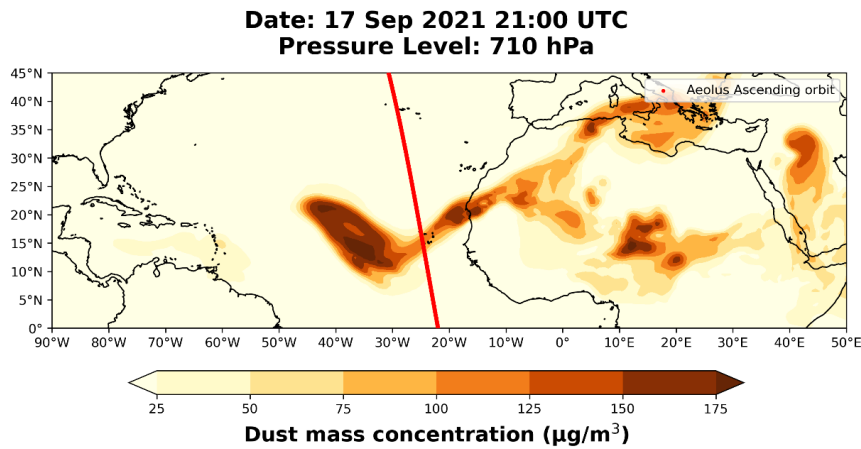 Date: 17 Sep 2021 21:00 UTC
Pressure Level: 710 hPa
Aeolus Ascending orbit
45°N
40°N
35°N
30°N
25°N
20°N
15°N
10°N
5°N
0°
90°W 80°W 70°W 60°W 50°W 40°W 30°W 20°W 10°W 0° 10°E 20°E 30°E 40°E 50°E
25 50 75 100 125 150 175
Dust mass concentration (μg/m³)